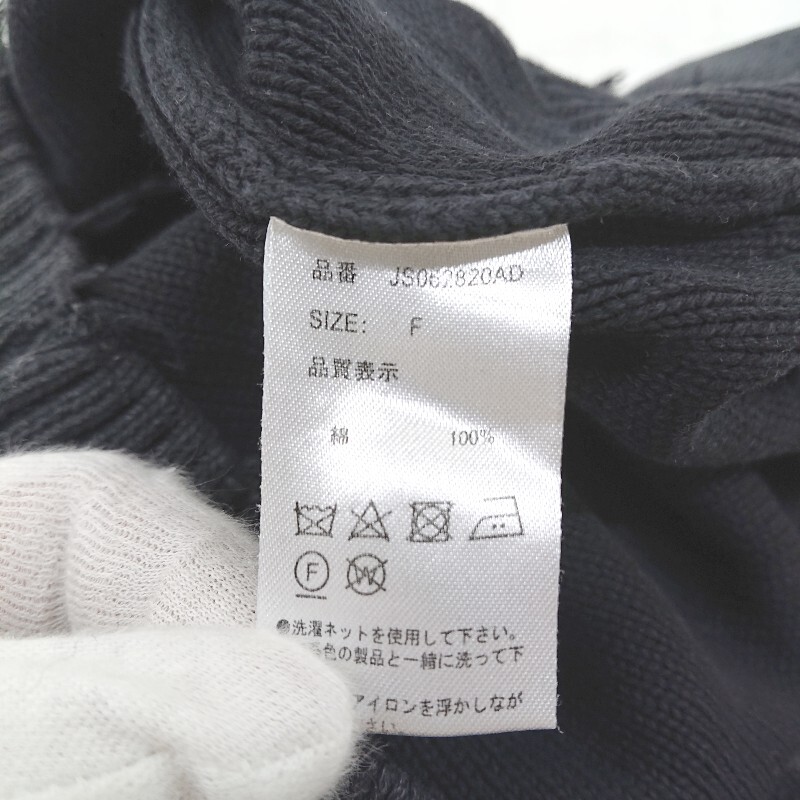 品番 JS062820AD
SIZE: F
品質表示
綿 100%
F W
●洗濯ネットを使用して下さい。
色の製品と一緒に洗って下
アイロンを浮かしなが
さい。